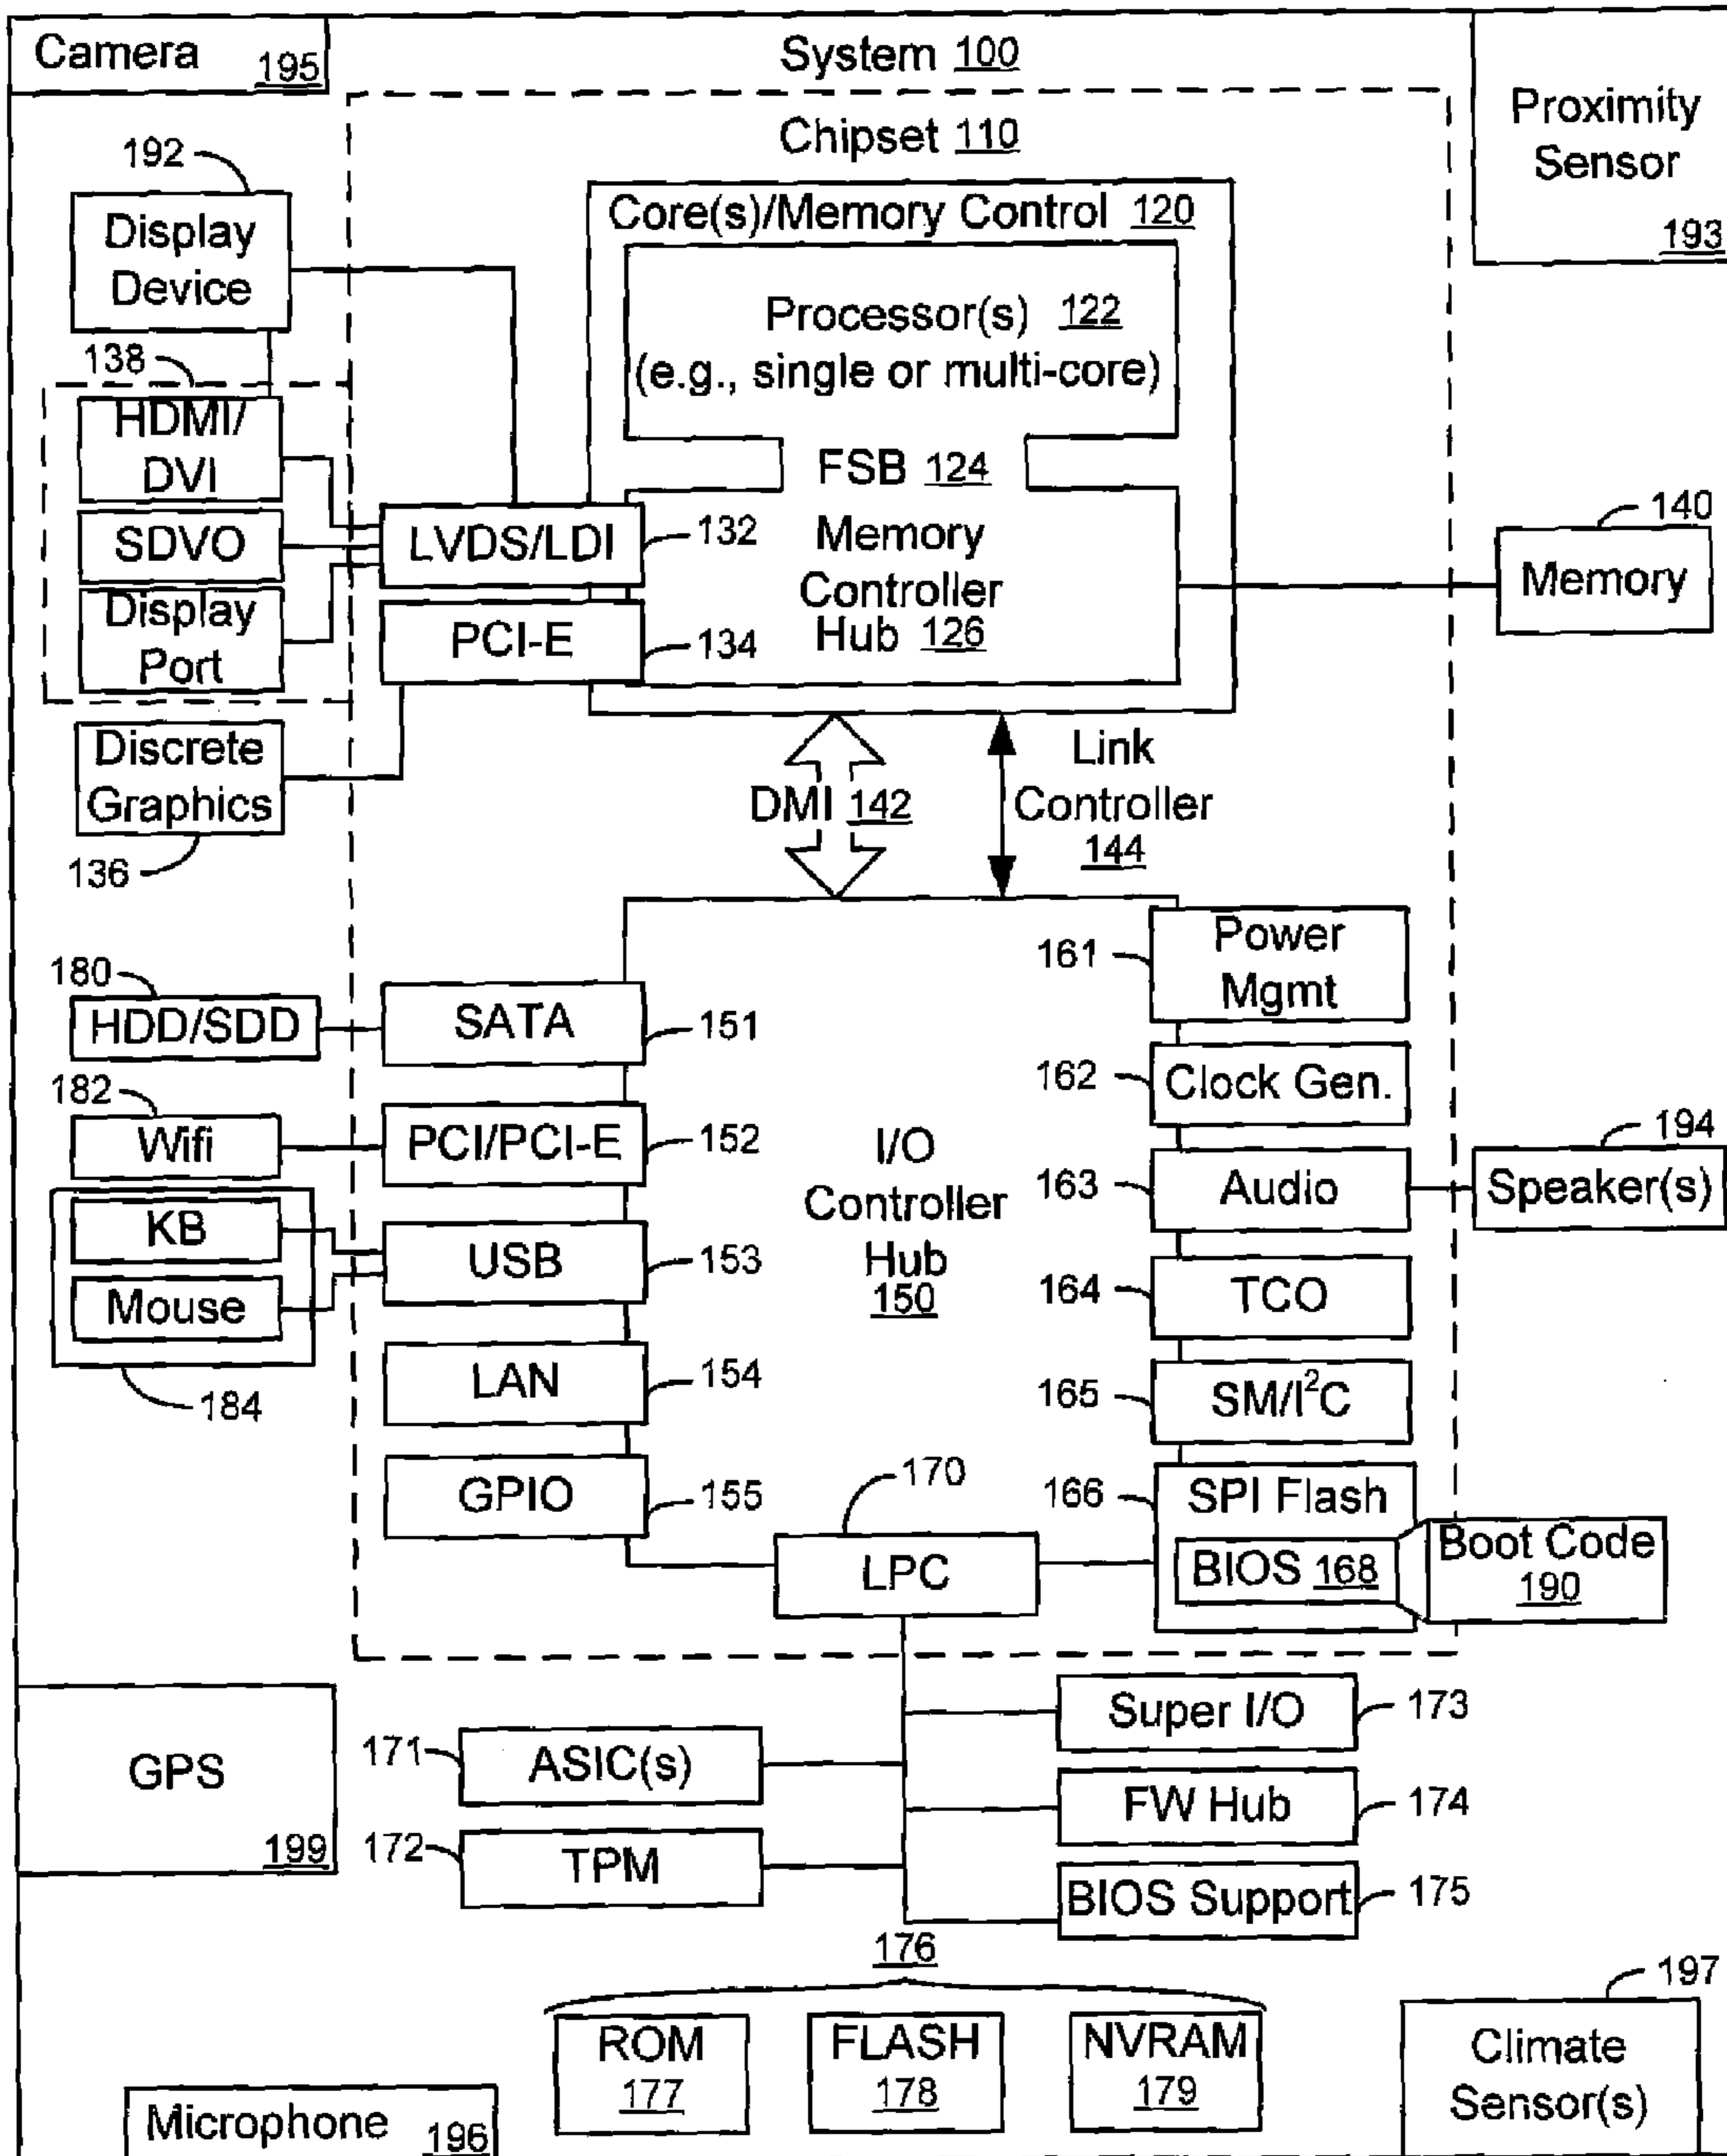 Camera 195
System 100
Proximity
Sensor
193
Chipset 110
192
Display
Device
Core(s)/Memory Control 120
Processor(s) 122
(e.g., single or multi-core)
138
HDMI/
DVI
SDVO
Display
Port
FSB 124
LVDS/LDI
132
PCI-E
134
Memory
Controller
Hub 126
140
Memory
Discrete
Graphics
136
DMI 142
Link
Controller
144
180
HDD/SDD
SATA
151
182
Wifi
PCI/PCI-E
152
KB
Mouse
184
USB
153
LAN
154
GPIO
155
I/O
Controller
Hub
150
161
Power
Mgmt
162
Clock Gen.
163
Audio
194
Speaker(s)
164
TCO
165
SM/I²C
166
SPI Flash
BIOS 168
Boot Code
190
170
LPC
GPS
199
171
ASIC(s)
172
TPM
Super I/O
173
FW Hub
174
BIOS Support
175
176
ROM
177
FLASH
178
NVRAM
179
197
Climate
Sensor(s)
Microphone 196